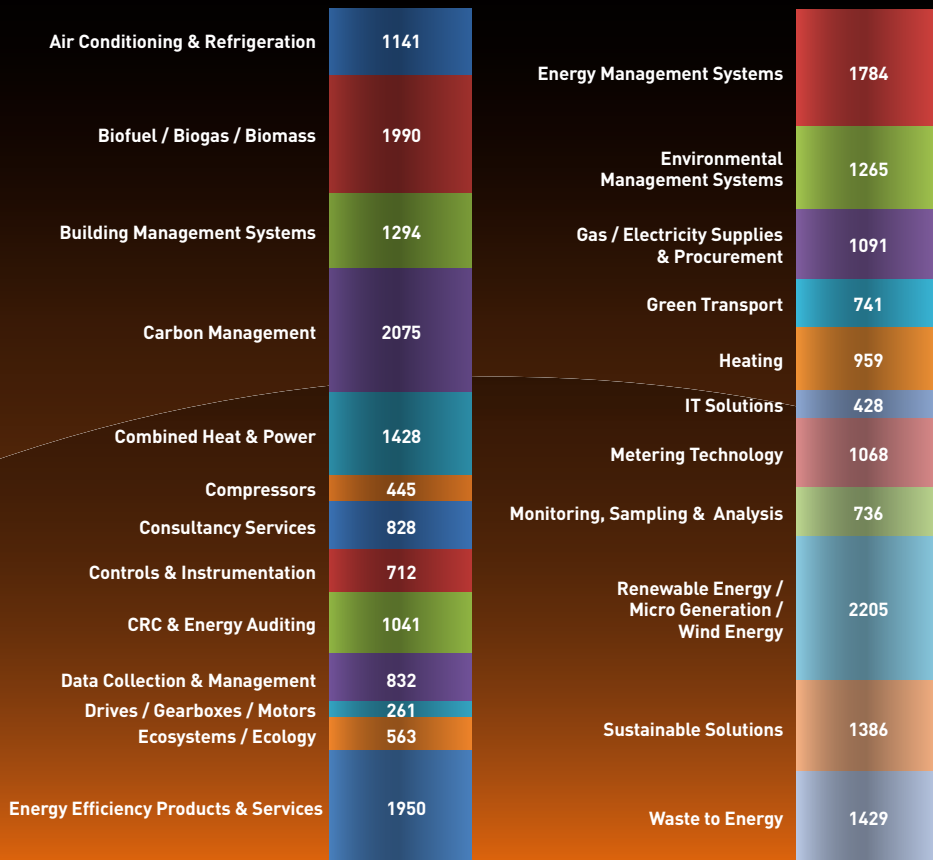 Air Conditioning & Refrigeration 1141
Biofuel / Biogas / Biomass 1990
Building Management Systems 1294
Carbon Management 2075
Combined Heat & Power 1428
Compressors 445
Consultancy Services 828
Controls & Instrumentation 712
CRC & Energy Auditing 1041
Data Collection & Management 832
Drives / Gearboxes / Motors 261
Ecosystems / Ecology 563
Energy Efficiency Products & Services 1950
Energy Management Systems 1784
Environmental
Management Systems 1265
Gas / Electricity Supplies
& Procurement 1091
Green Transport 741
Heating 959
IT Solutions 428
Metering Technology 1068
Monitoring, Sampling & Analysis 736
Renewable Energy /
Micro Generation / 2205
Wind Energy
Sustainable Solutions 1386
Waste to Energy 1429